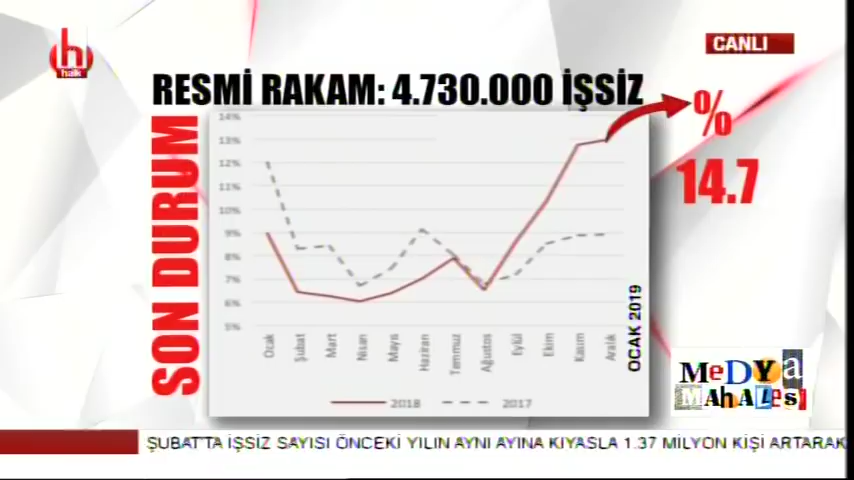 halk
CANLI
RESMİ RAKAM: 4.730.000 İŞSİZ
SON DURUM
% 14.7
14%
13%
12%
11%
10%
9%
8%
7%
6%
5%
Ocak
Şubat
Mart
Nisan
Mayıs
Haziran
Temmuz
Ağustos
Eylül
Ekim
Kasım
Aralık
OCAK 2019
2018
2017
MeDYa
MaHALLesi
ŞUBAT'TA İŞSİZ SAYISI ÖNCEKİ YILIN AYNI AYINA KIYASLA 1.37 MİLYON KİŞİ ARTARAK